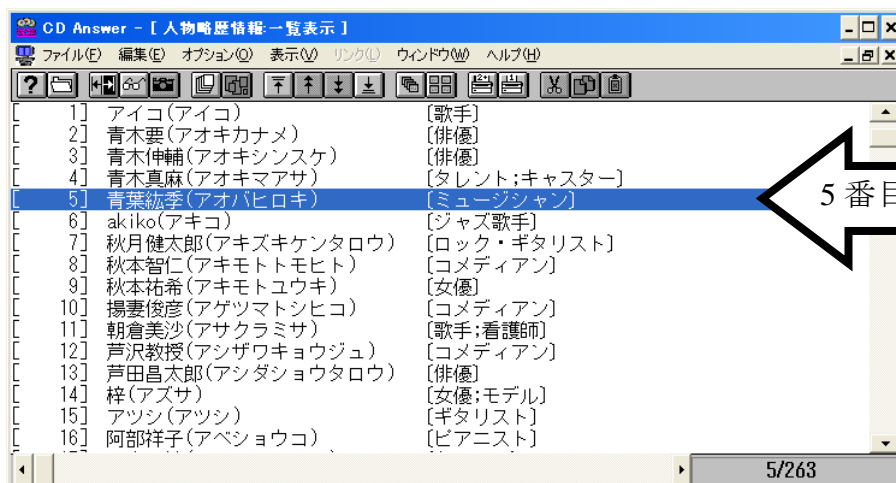 CD Answer - [ 人物略歴情報:一覧表示 ]
ファイル(F) 編集(E) オプション(O) 表示(V) リンク(L) ウィンドウ(W) ヘルプ(H)
[ 1] アイコ(アイコ) [歌手]
[ 2] 青木要(アオキカナメ) [俳優]
[ 3] 青木伸輔(アオキシンスケ) [俳優]
[ 4] 青木真麻(アオキマアサ) [タレント;キャスター]
[ 5] 青葉紘季(アオバヒロキ) [ミュージシャン]
5 番目
[ 6] akiko(アキコ) [ジャズ歌手]
[ 7] 秋月健太郎(アキズキケンタロウ) [ロック・ギタリスト]
[ 8] 秋本智仁(アキモトトモヒト) [コメディアン]
[ 9] 秋本祐希(アキモトユウキ) [女優]
[ 10] 揚妻俊彦(アゲツマトシヒコ) [コメディアン]
[ 11] 朝倉美沙(アサクラミサ) [歌手;看護師]
[ 12] 芦沢教授(アシザワキョウジュ) [コメディアン]
[ 13] 芦田昌太郎(アシダショウタロウ) [俳優]
[ 14] 梓(アズサ) [女優;モデル]
[ 15] アツシ(アツシ) [ギタリスト]
[ 16] 阿部祥子(アベショウコ) [ピアニスト]
5/263